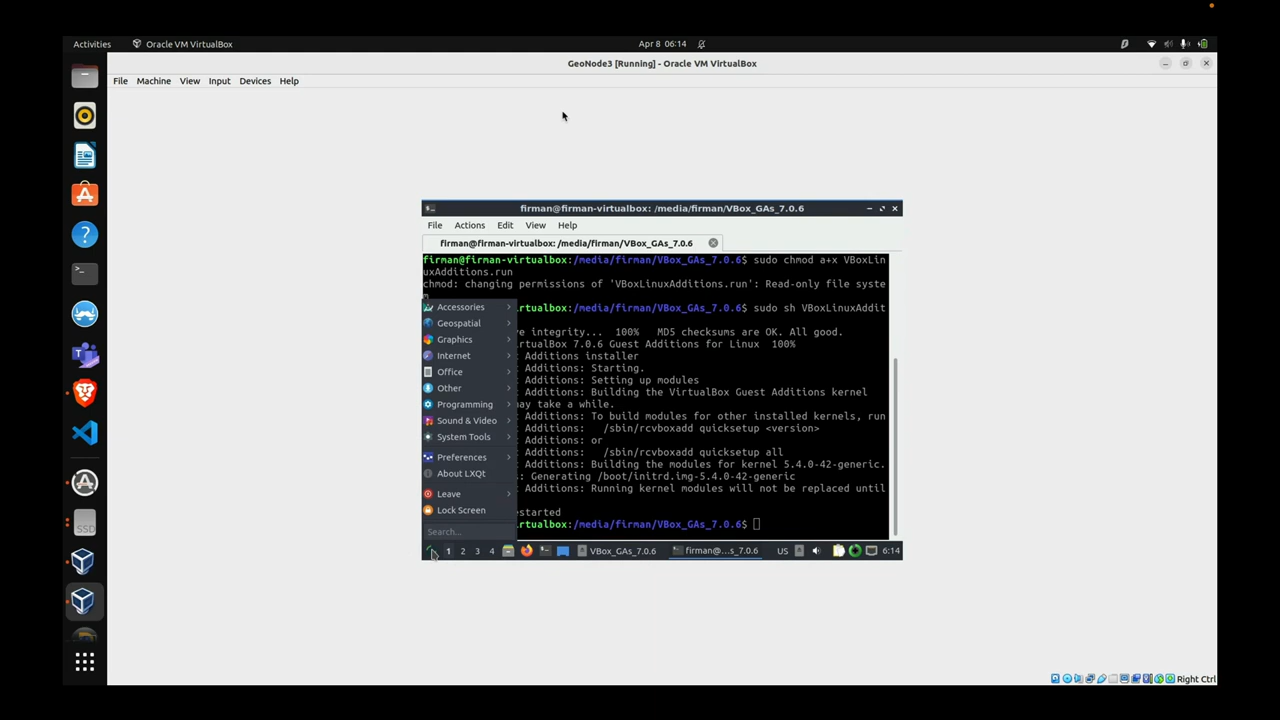 Activities
Oracle VM VirtualBox
Apr 8 06:14
GeoNode3 [Running] - Oracle VM VirtualBox
File Machine View Input Devices Help
firman@firman-virtualbox: /media/firman/VBox_GAs_7.0.6
File Actions Edit View Help
firman@firman-virtualbox: /media/firman/VBox_GAs_7.0.6
firman@firman-virtualbox:/media/firman/VBox_GAs_7.0.6$ sudo chmod a+x VBoxLin
uxAdditions.run
chmod: changing permissions of 'VBoxLinuxAdditions.run': Read-only file syste
irtualbox:/media/firman/VBox_GAs_7.0.6$ sudo sh VBoxLinuxAddit
ve integrity... 100% MD5 checksums are OK. All good.
irtualBox 7.0.6 Guest Additions for Linux 100%
t Additions installer
t Additions: Starting.
t Additions: Setting up modules
t Additions: Building the VirtualBox Guest Additions kernel
may take a while.
t Additions: To build modules for other installed kernels, run
t Additions: /sbin/rcvboxadd quicksetup <version>
t Additions: or
t Additions: /sbin/rcvboxadd quicksetup all
t Additions: Building the modules for kernel 5.4.0-42-generic.
s: Generating /boot/initrd.img-5.4.0-42-generic
t Additions: Running kernel modules will not be replaced until
estarted
irtualbox:/media/firman/VBox_GAs_7.0.6$
Accessories
Geospatial
Graphics
Internet
Office
Other
Programming
Sound & Video
System Tools
Preferences
About LXQt
Leave
Lock Screen
Search...
1 2 3 4
VBox_GAs_7.0.6
firman@...s_7.0.6
US
6:14
Right Ctrl